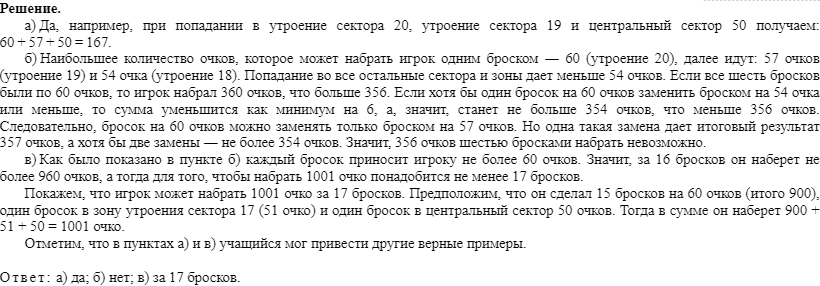 Решение.
а) Да, например, при попадании в утроение сектора 20, утроение сектора 19 и центральный сектор 50 получаем:
60 + 57 + 50 = 167.
б) Наибольшее количество очков, которое может набрать игрок одним броском — 60 (утроение 20), далее идут: 57 очков
(утроение 19) и 54 очка (утроение 18). Попадание во все остальные сектора и зоны дает меньше 54 очков. Если все шесть бросков
были по 60 очков, то игрок набрал 360 очков, что больше 356. Если хотя бы один бросок на 60 очков заменить броском на 54 очка
или меньше, то сумма уменьшится как минимум на 6, а, значит, станет не больше 354 очков, что меньше 356 очков.
Следовательно, бросок на 60 очков можно заменять только броском на 57 очков. Но одна такая замена дает итоговый результат
357 очков, а хотя бы две замены — не более 354 очков. Значит, 356 очков шестью бросками набрать невозможно.
в) Как было показано в пункте б) каждый бросок приносит игроку не более 60 очков. Значит, за 16 бросков он наберет не
более 960 очков, а тогда для того, чтобы набрать 1001 очко понадобится не менее 17 бросков.
Покажем, что игрок может набрать 1001 очко за 17 бросков. Предположим, что он сделал 15 бросков на 60 очков (итого 900),
один бросок в зону утроения сектора 17 (51 очко) и один бросок в центральный сектор 50 очков. Тогда в сумме он наберет 900 +
51 + 50 = 1001 очко.
Отметим, что в пунктах а) и в) учащийся мог привести другие верные примеры.
Ответ: а) да; б) нет; в) за 17 бросков.